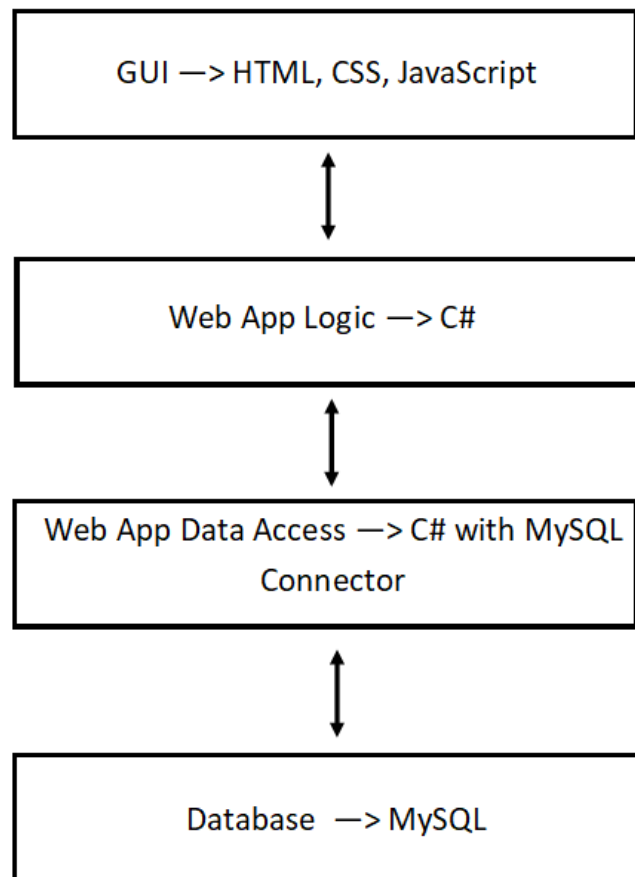 GUI —> HTML, CSS, JavaScript
Web App Logic —> C#
Web App Data Access —> C# with MySQL
Connector
Database —> MySQL